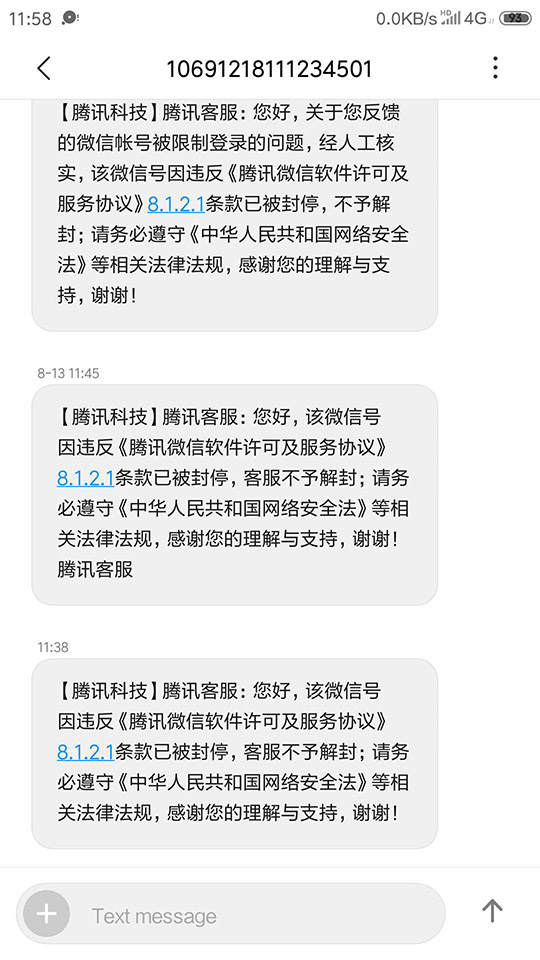 11:58
0.0KB/s HD 4G 93
10691218111234501
【腾讯科技】腾讯客服：您好，关于您反馈
的微信帐号被限制登录的问题，经人工核
实，该微信号因违反《腾讯微信软件许可及
服务协议》8.1.2.1条款已被封停，不予解
封；请务必遵守《中华人民共和国网络安全
法》等相关法律法规，感谢您的理解与支
持，谢谢！
8-13 11:45
【腾讯科技】腾讯客服：您好，该微信号
因违反《腾讯微信软件许可及服务协议》
8.1.2.1条款已被封停，客服不予解封；请务
必遵守《中华人民共和国网络安全法》等相
关法律法规，感谢您的理解与支持，谢谢！
腾讯客服
11:38
【腾讯科技】腾讯客服：您好，该微信号
因违反《腾讯微信软件许可及服务协议》
8.1.2.1条款已被封停，客服不予解封；请务
必遵守《中华人民共和国网络安全法》等相
关法律法规，感谢您的理解与支持，谢谢！
Text message